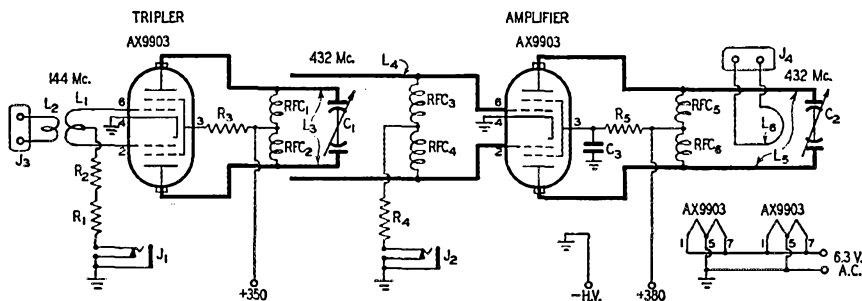 TRIPLER
AX9903
AMPLIFIER
AX9903
144 Mc.
432 Mc.
432 Mc.
L2
L1
J3
6
4
2
3
R3
R2
R1
J1
RFC1
RFC2
L3
C1
+350
L4
RFC3
RFC4
R4
J2
6
4
2
3
R5
C3
RFC5
RFC6
J4
L6
L5
C2
-H.V.
+380
AX9903
AX9903
1
5
7
1
5
7
6.3 V.
A.C.